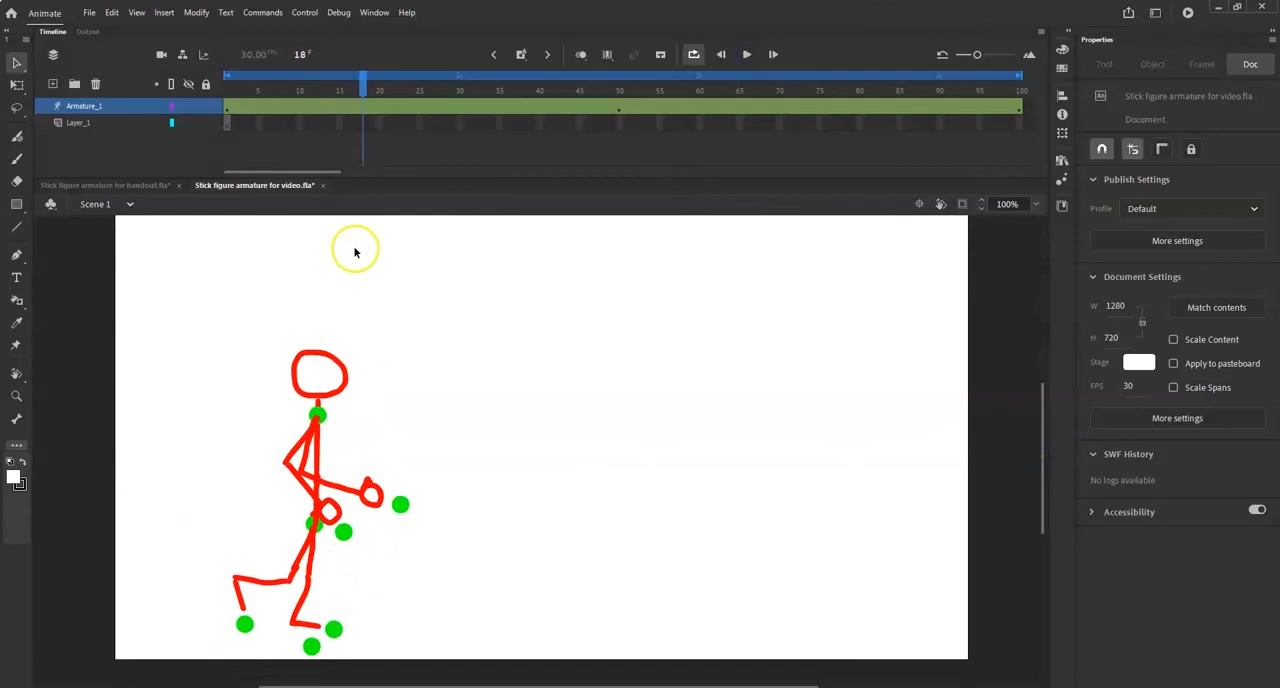 Animate File Edit View Insert Modify Text Commands Control Debug Window Help
Timeline Output
30.00 FPS 18 F
1s
5 10 15 20 25 30 35 40 45 50 55 60 65 70 75 80 85 90 95 100
Armature_1
Layer_1
Stick figure armature for handout.fla* × Stick figure armature for video.fla* ×
Scene 1 100%
Properties
Tool Object Frame Doc
An Stick figure armature for video.fla
Document
Publish Settings
Profile Default
More settings
Document Settings
W 1280 Match contents
H 720 Scale Content
Stage Apply to pasteboard
FPS 30 Scale Spans
More settings
SWF History
No logs available
Accessibility